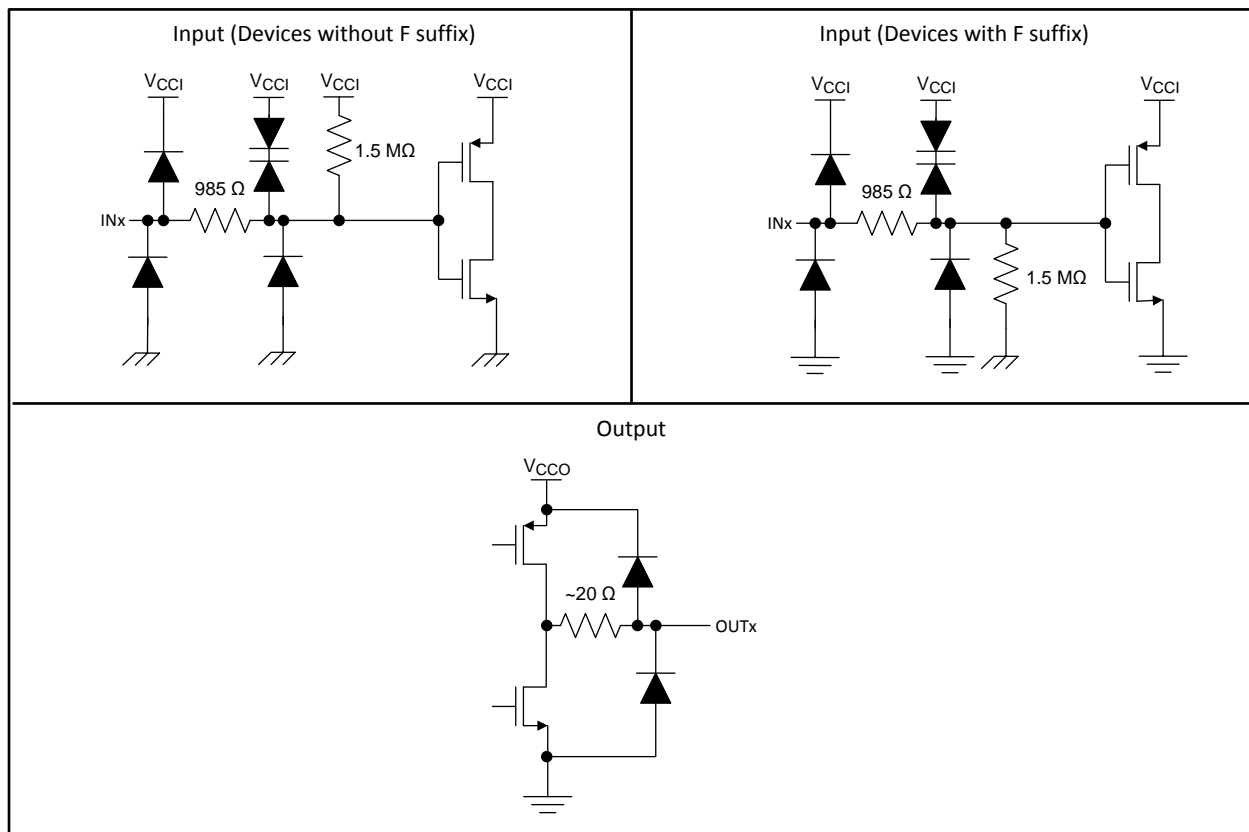 Input (Devices without F suffix)
VCCI
VCCI
VCCI
VCCI
1.5 MΩ
985 Ω
INx
Input (Devices with F suffix)
VCCI
VCCI
VCCI
985 Ω
INx
1.5 MΩ
Output
VCCO
~20 Ω
OUTx